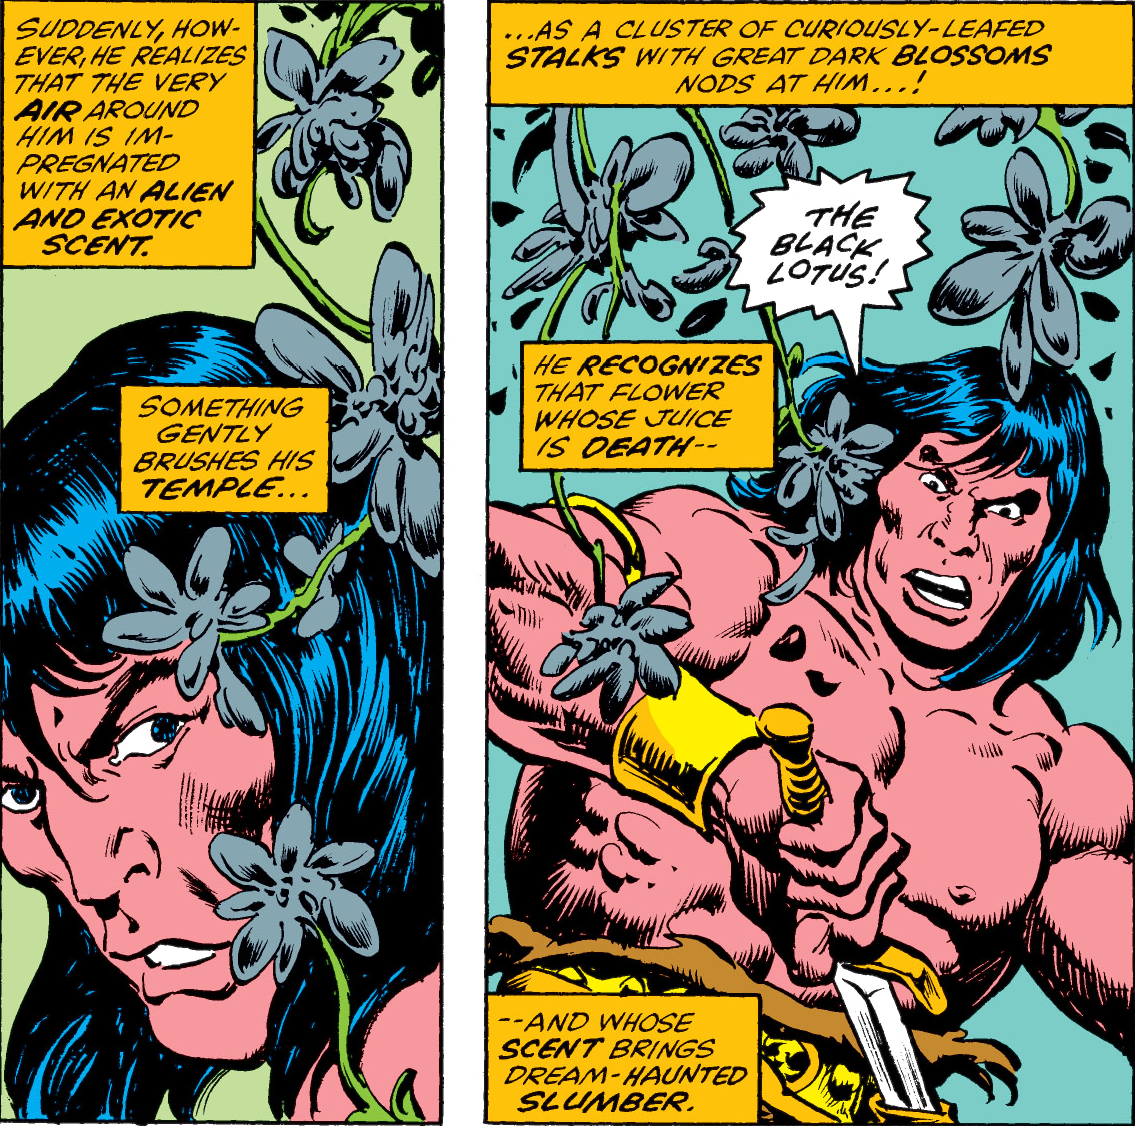 SUDDENLY, HOW-
EVER, HE REALIZES
THAT THE VERY
AIR AROUND
HIM IS IM-
PREGNATED
WITH AN ALIEN
AND EXOTIC
SCENT.
SOMETHING
GENTLY
BRUSHES HIS
TEMPLE...
...AS A CLUSTER OF CURIOUSLY-LEAFED
STALKS WITH GREAT DARK BLOSSOMS
NODS AT HIM...!
THE
BLACK
LOTUS!
HE RECOGNIZES
THAT FLOWER
WHOSE JUICE
IS DEATH--
--AND WHOSE
SCENT BRINGS
DREAM-HAUNTED
SLUMBER.